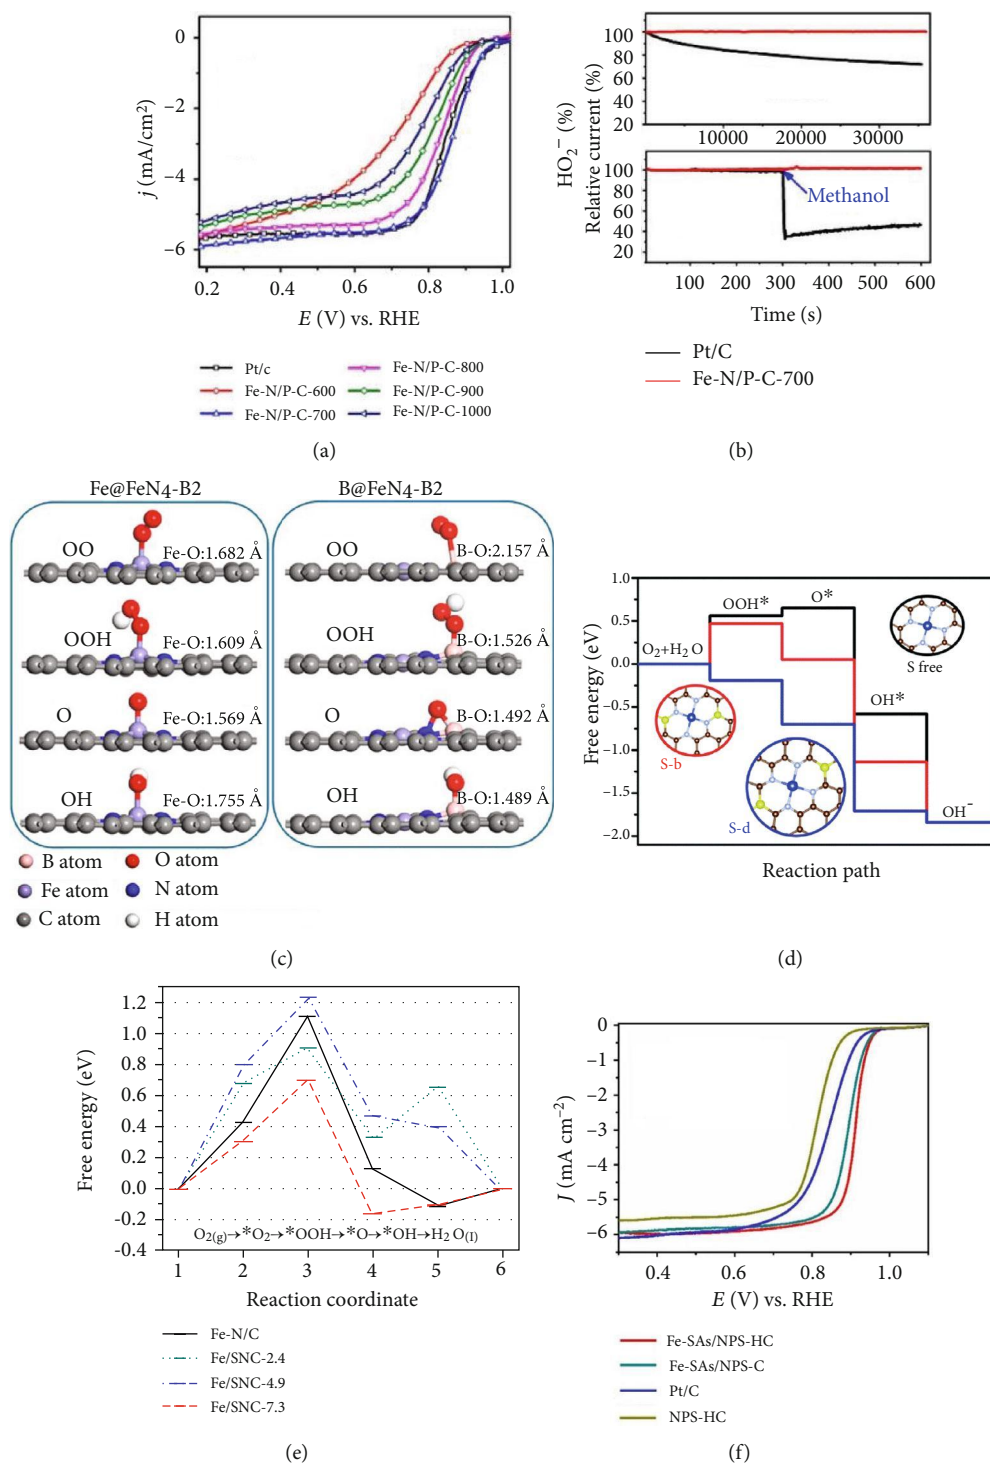 0
−2
−4
−6
j (mA/cm²)
0.2 0.4 0.6 0.8 1.0
E (V) vs. RHE
Pt/c
Fe-N/P-C-600
Fe-N/P-C-700
Fe-N/P-C-800
Fe-N/P-C-900
Fe-N/P-C-1000
(a)
HO₂⁻ (%)
Relative current (%)
100
80
60
40
20
10000 20000 30000
100
80
60
40
20
Methanol
100 200 300 400 500 600
Time (s)
Pt/C
Fe-N/P-C-700
(b)
Fe@FeN4-B2
OO Fe-O:1.682 Å
OOH Fe-O:1.609 Å
O Fe-O:1.569 Å
OH Fe-O:1.755 Å
B@FeN4-B2
OO B-O:2.157 Å
OOH B-O:1.526 Å
O B-O:1.492 Å
OH B-O:1.489 Å
B atom O atom
Fe atom N atom
C atom H atom
(c)
Free energy (eV)
1.0
0.5
0.0
−0.5
−1.0
−1.5
−2.0
O₂+H₂ O
OOH*
O*
OH*
OH⁻
S free
S-b
S-d
Reaction path
(d)
Free energy (eV)
1.2
1.0
0.8
0.6
0.4
0.2
0.0
−0.2
−0.4
O₂(g)→*O₂→*OOH→*O→*OH→H₂ O(I)
1 2 3 4 5 6
Reaction coordinate
Fe-N/C
Fe/SNC-2.4
Fe/SNC-4.9
Fe/SNC-7.3
(e)
J (mA cm⁻²)
0
−1
−2
−3
−4
−5
−6
0.4 0.6 0.8 1.0
E (V) vs. RHE
Fe-SAs/NPS-HC
Fe-SAs/NPS-C
Pt/C
NPS-HC
(f)